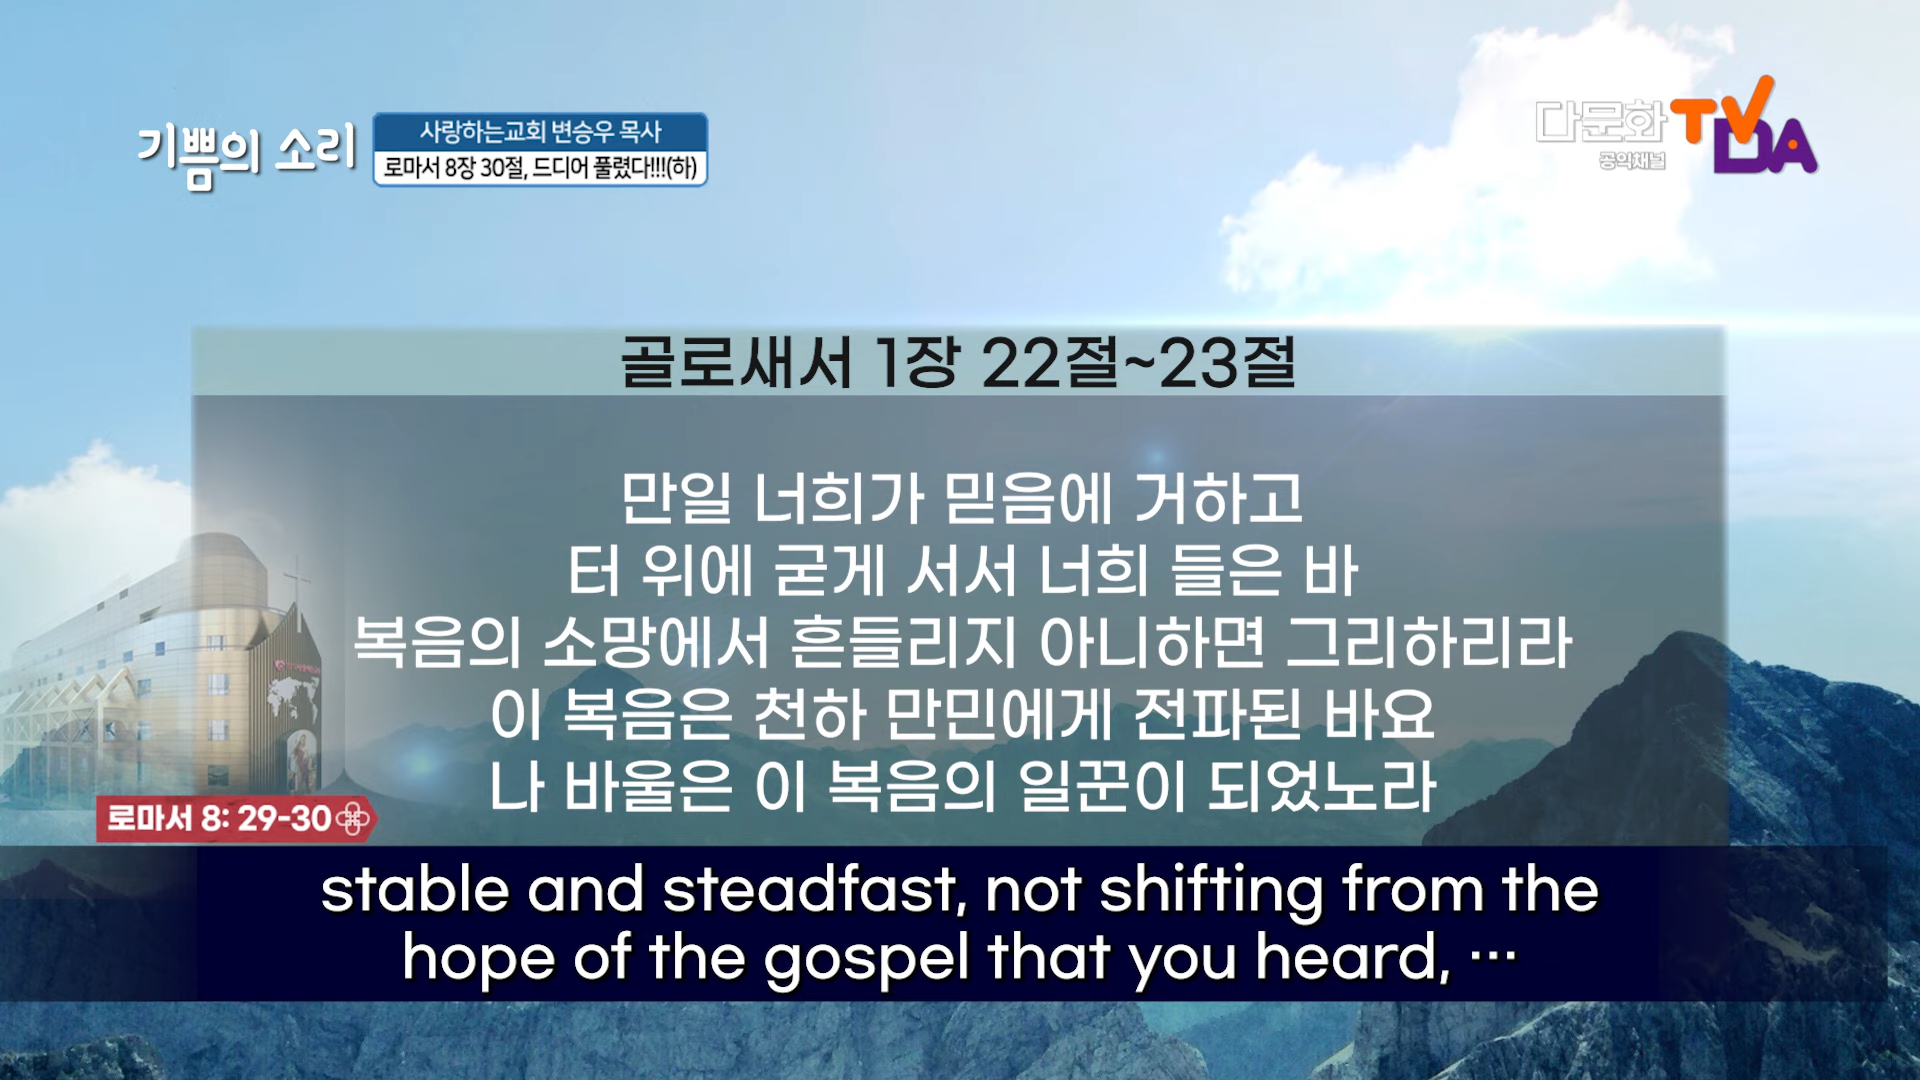 기쁨의 소리
사랑하는교회 변승우 목사
로마서 8장 30절, 드디어 풀렸다!!!(하)
다문화 TV
DA
공익채널
골로새서 1장 22절~23절
만일 너희가 믿음에 거하고
터 위에 굳게 서서 너희 들은 바
복음의 소망에서 흔들리지 아니하면 그리하리라
이 복음은 천하 만민에게 전파된 바요
나 바울은 이 복음의 일꾼이 되었노라
로마서 8: 29-30
stable and steadfast, not shifting from the
hope of the gospel that you heard, …